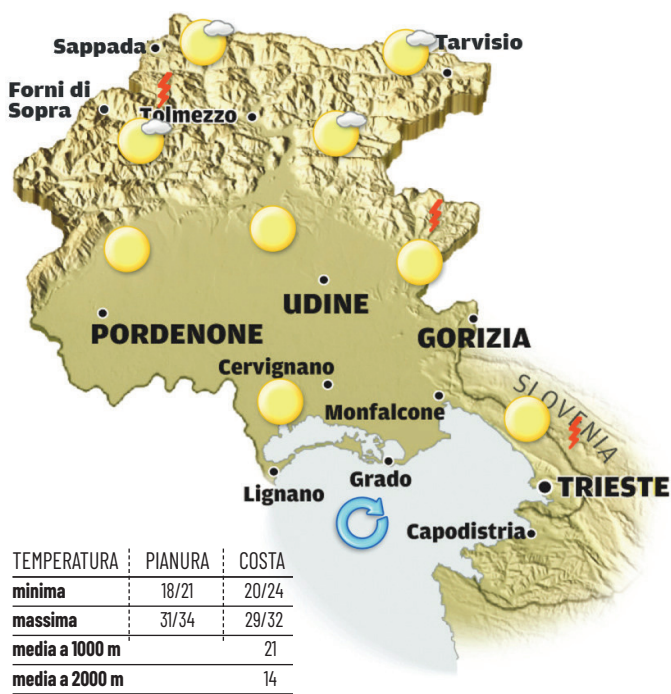 Sappada
Tarvisio
Forni di
Sopra
Tolmezzo
UDINE
PORDENONE
GORIZIA
Cervignano
SLOVENIA
Monfalcone
Grado
Lignano
TRIESTE
Capodistria
TEMPERATURA PIANURA COSTA
minima 18/21 20/24
massima 31/34 29/32
media a 1000 m 21
media a 2000 m 14